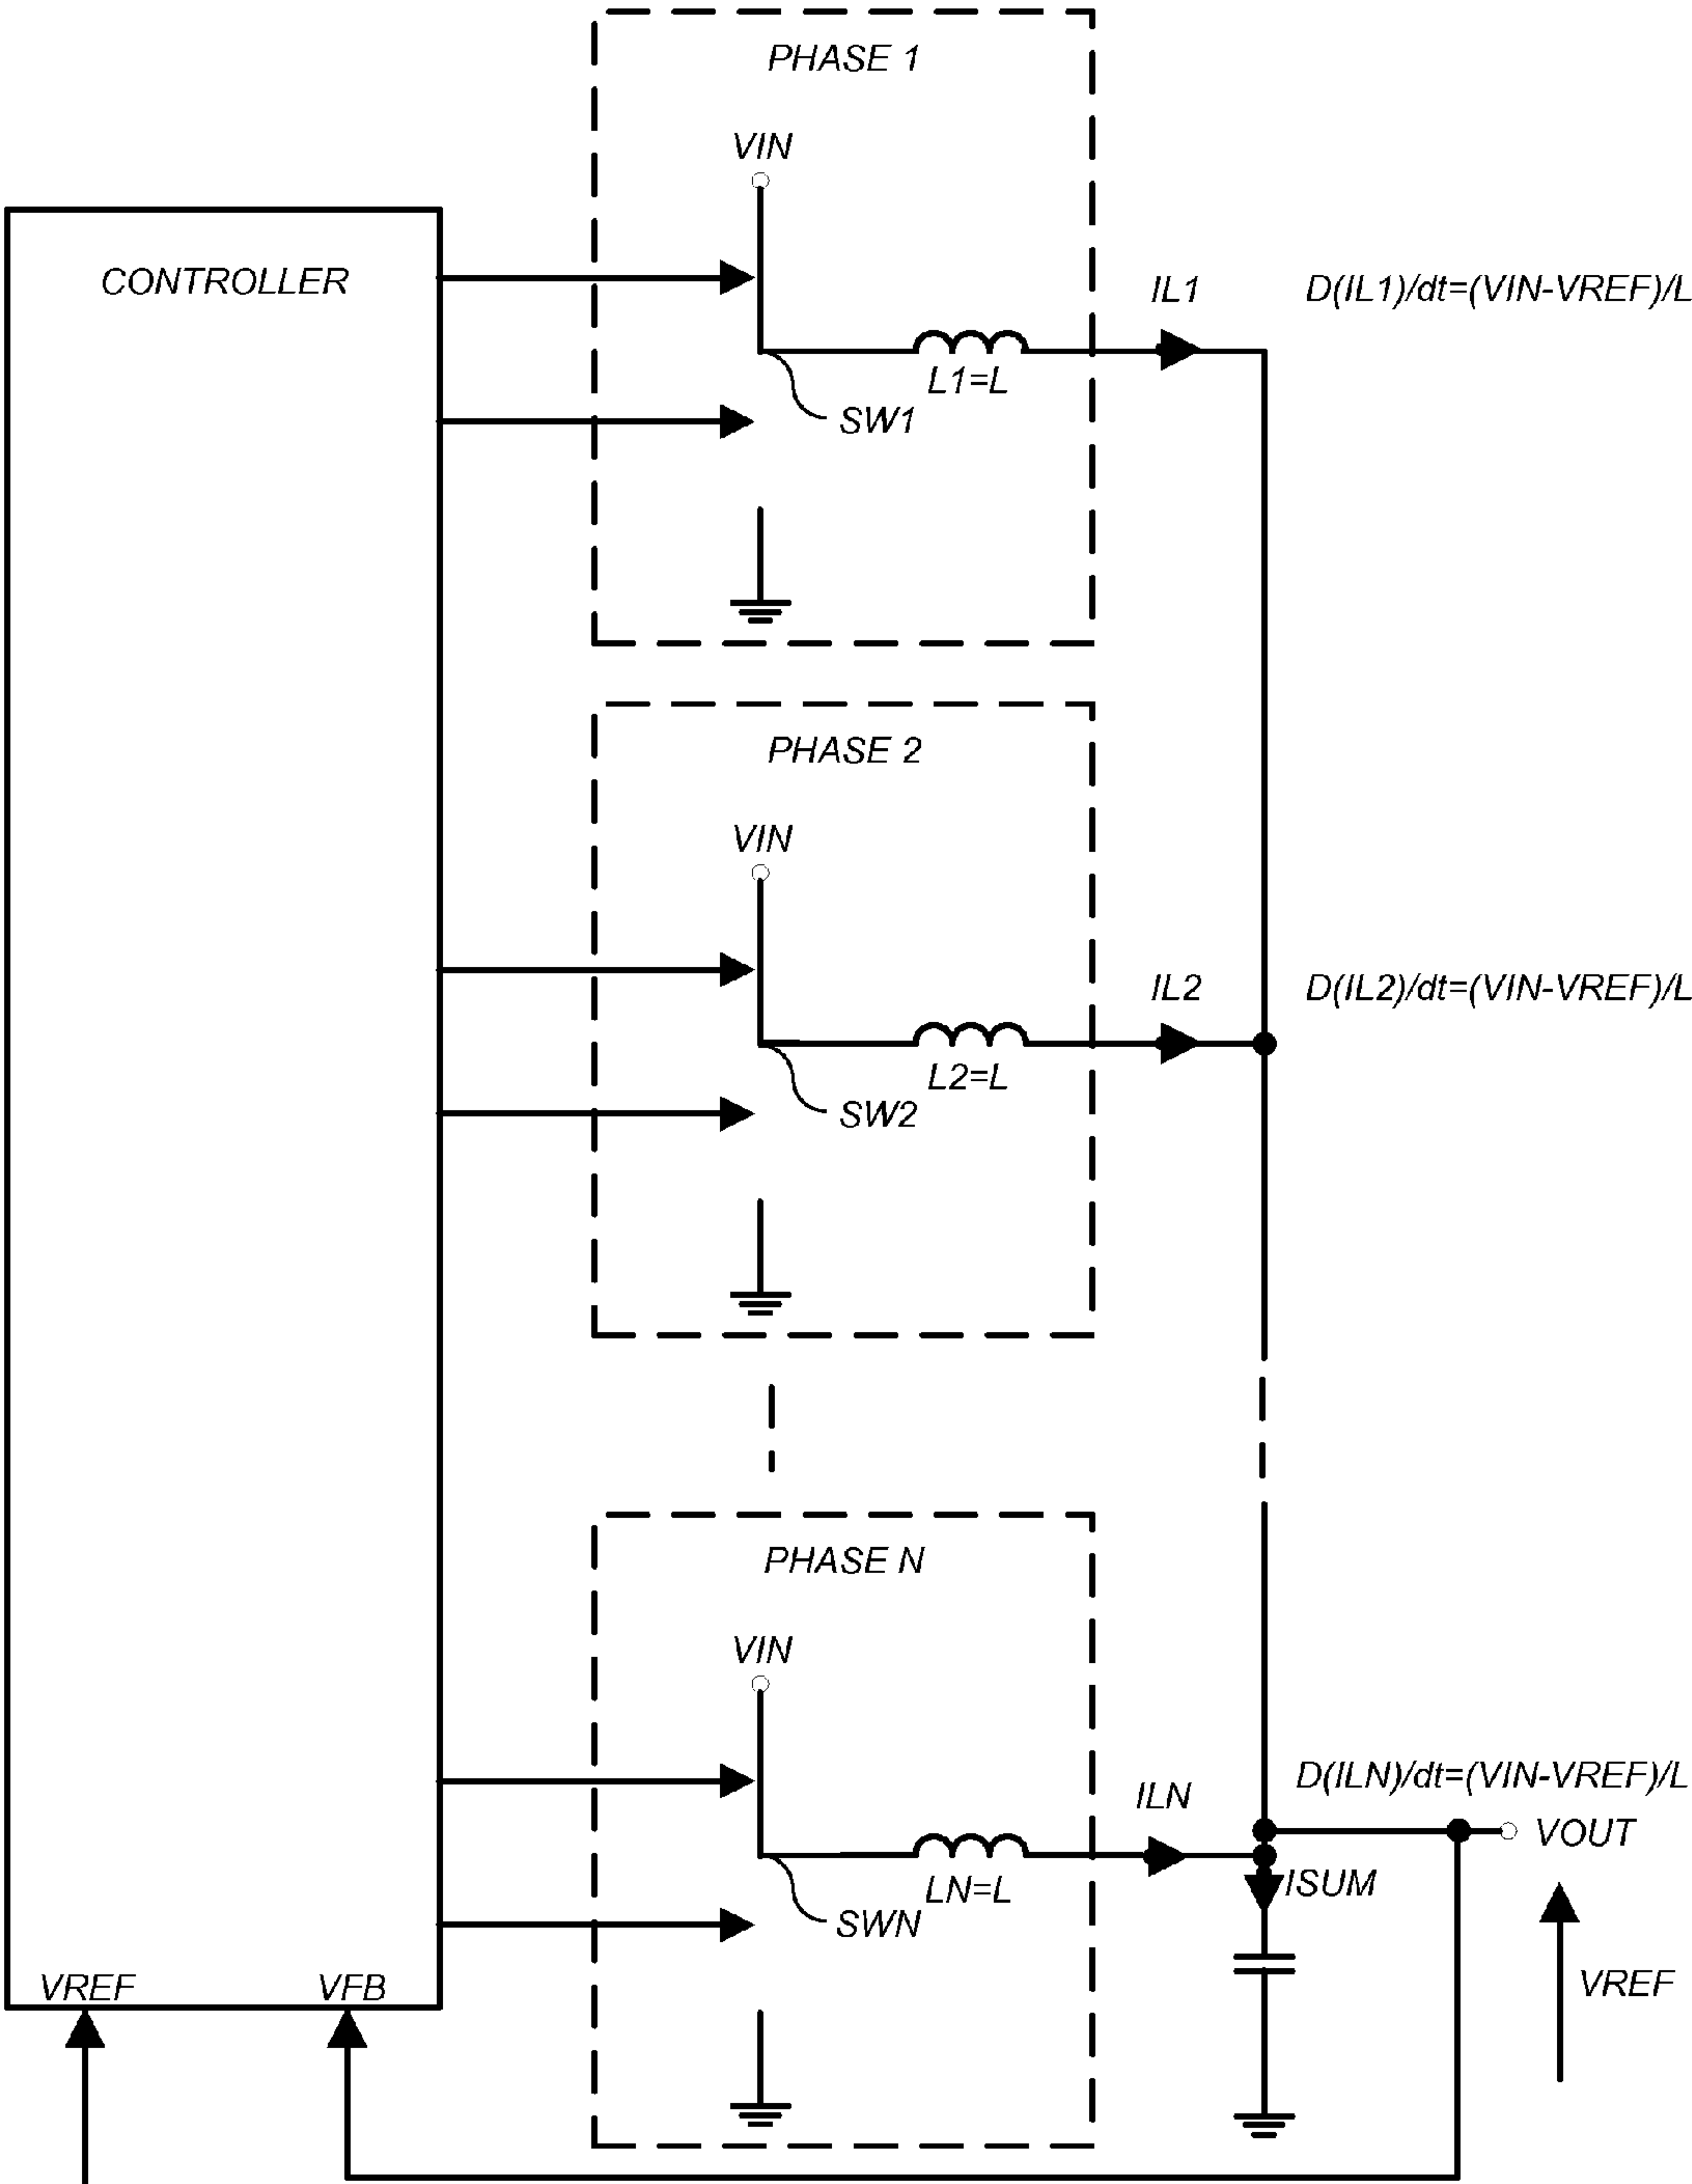 PHASE 1
VIN
CONTROLLER
IL1
D(IL1)/dt=(VIN-VREF)/L
L1=L
SW1
PHASE 2
VIN
IL2
D(IL2)/dt=(VIN-VREF)/L
L2=L
SW2
PHASE N
VIN
D(ILN)/dt=(VIN-VREF)/L
ILN
VOUT
ISUM
LN=L
SWN
VREF
VFB
VREF